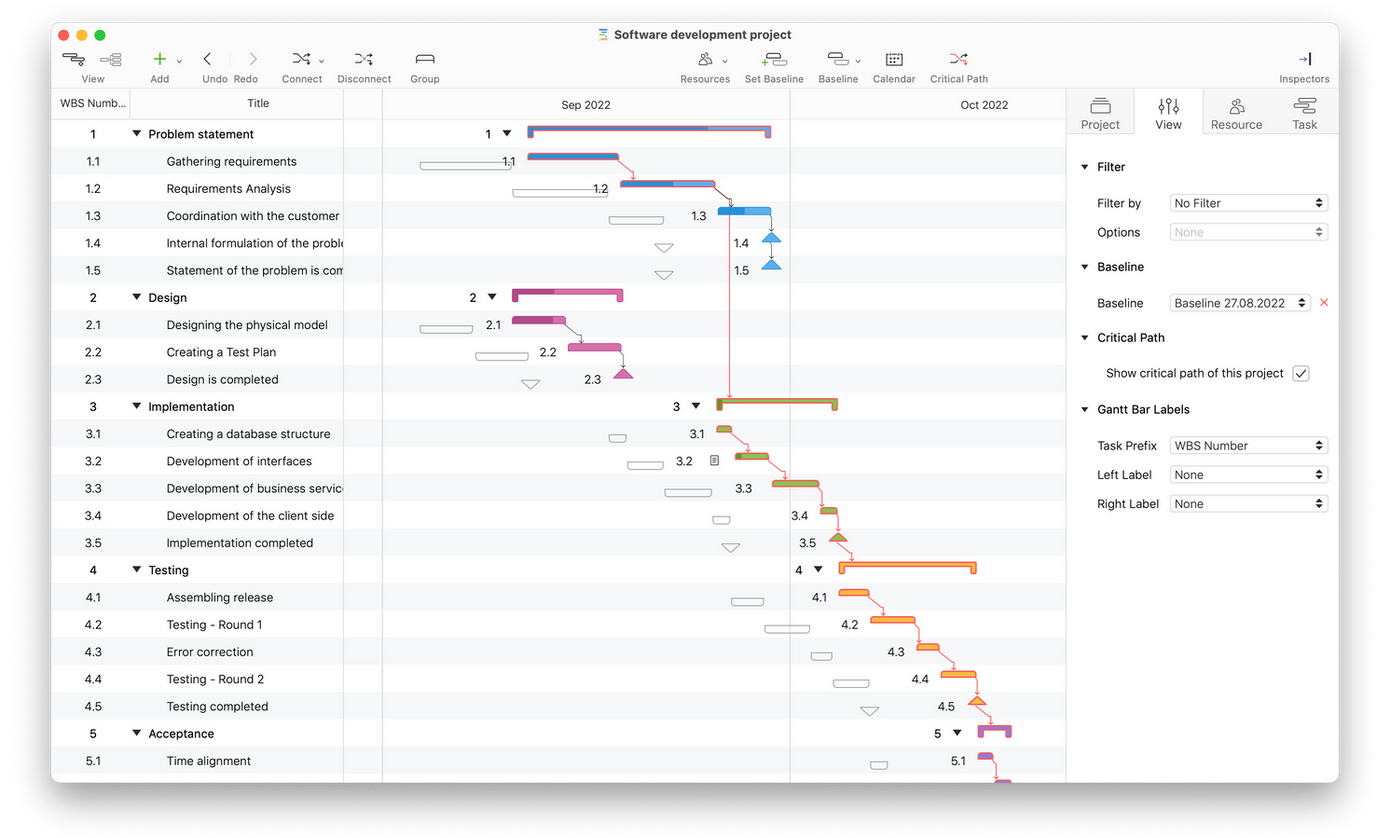 Software development project
View
Add
Undo
Redo
Connect
Disconnect
Group
Resources
Set Baseline
Baseline
Calendar
Critical Path
Inspectors
WBS Numb... Title
Sep 2022
Oct 2022
Project
View
Resource
Task
1 Problem statement 1
1.1 Gathering requirements 1.1
1.2 Requirements Analysis 1.2
1.3 Coordination with the customer 1.3
1.4 Internal formulation of the proble 1.4
1.5 Statement of the problem is com 1.5
2 Design 2
2.1 Designing the physical model 2.1
2.2 Creating a Test Plan 2.2
2.3 Design is completed 2.3
3 Implementation 3
3.1 Creating a database structure 3.1
3.2 Development of interfaces 3.2
3.3 Development of business servic 3.3
3.4 Development of the client side 3.4
3.5 Implementation completed 3.5
4 Testing 4
4.1 Assembling release 4.1
4.2 Testing - Round 1 4.2
4.3 Error correction 4.3
4.4 Testing - Round 2 4.4
4.5 Testing completed 4.5
5 Acceptance 5
5.1 Time alignment 5.1
Filter
Filter by No Filter
Options None
Baseline
Baseline Baseline 27.08.2022
Critical Path
Show critical path of this project
Gantt Bar Labels
Task Prefix WBS Number
Left Label None
Right Label None